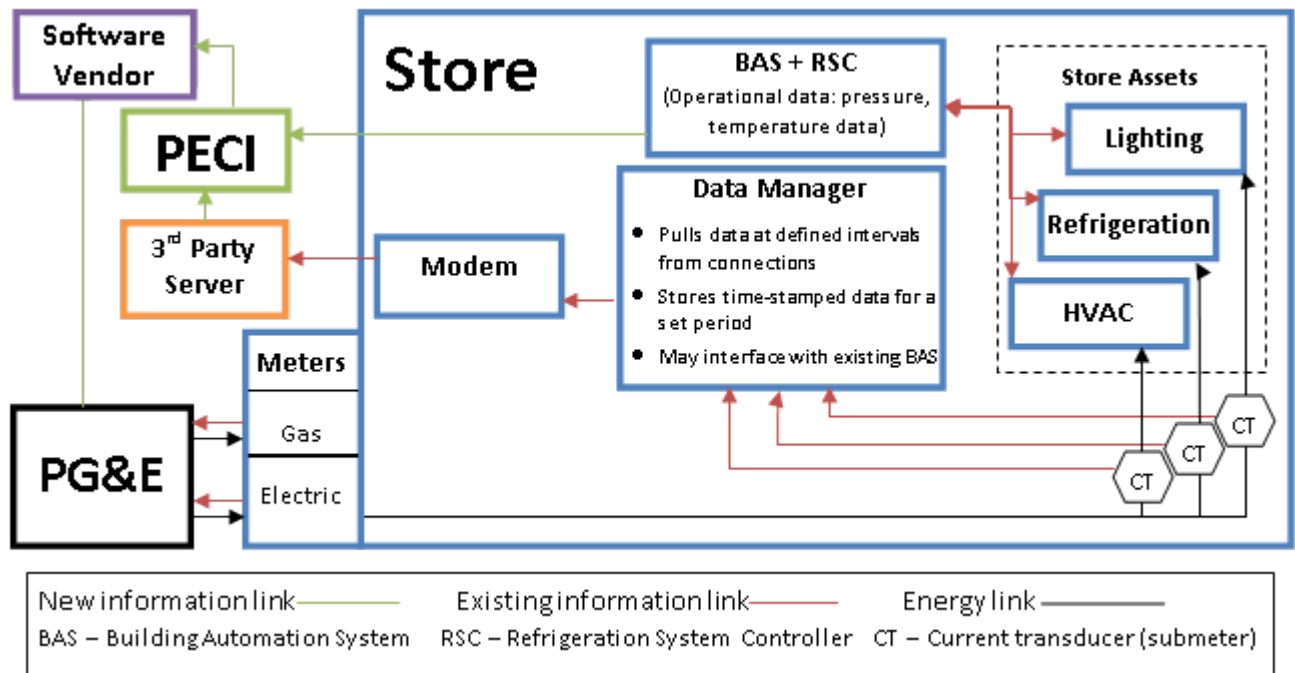 Software
Vendor
PECI
3rd Party
Server
PG&E
Store
BAS + RSC
(Operational data: pressure,
temperature data)
Data Manager
● Pulls data at defined intervals
from connections
● Stores time-stamped data for a
set period
● May interface with existing BAS
Modem
Meters
Gas
Electric
Store Assets
Lighting
Refrigeration
HVAC
CT
CT
CT
New information link Existing information link Energy link
BAS – Building Automation System RSC – Refrigeration System Controller CT – Current transducer (submeter)